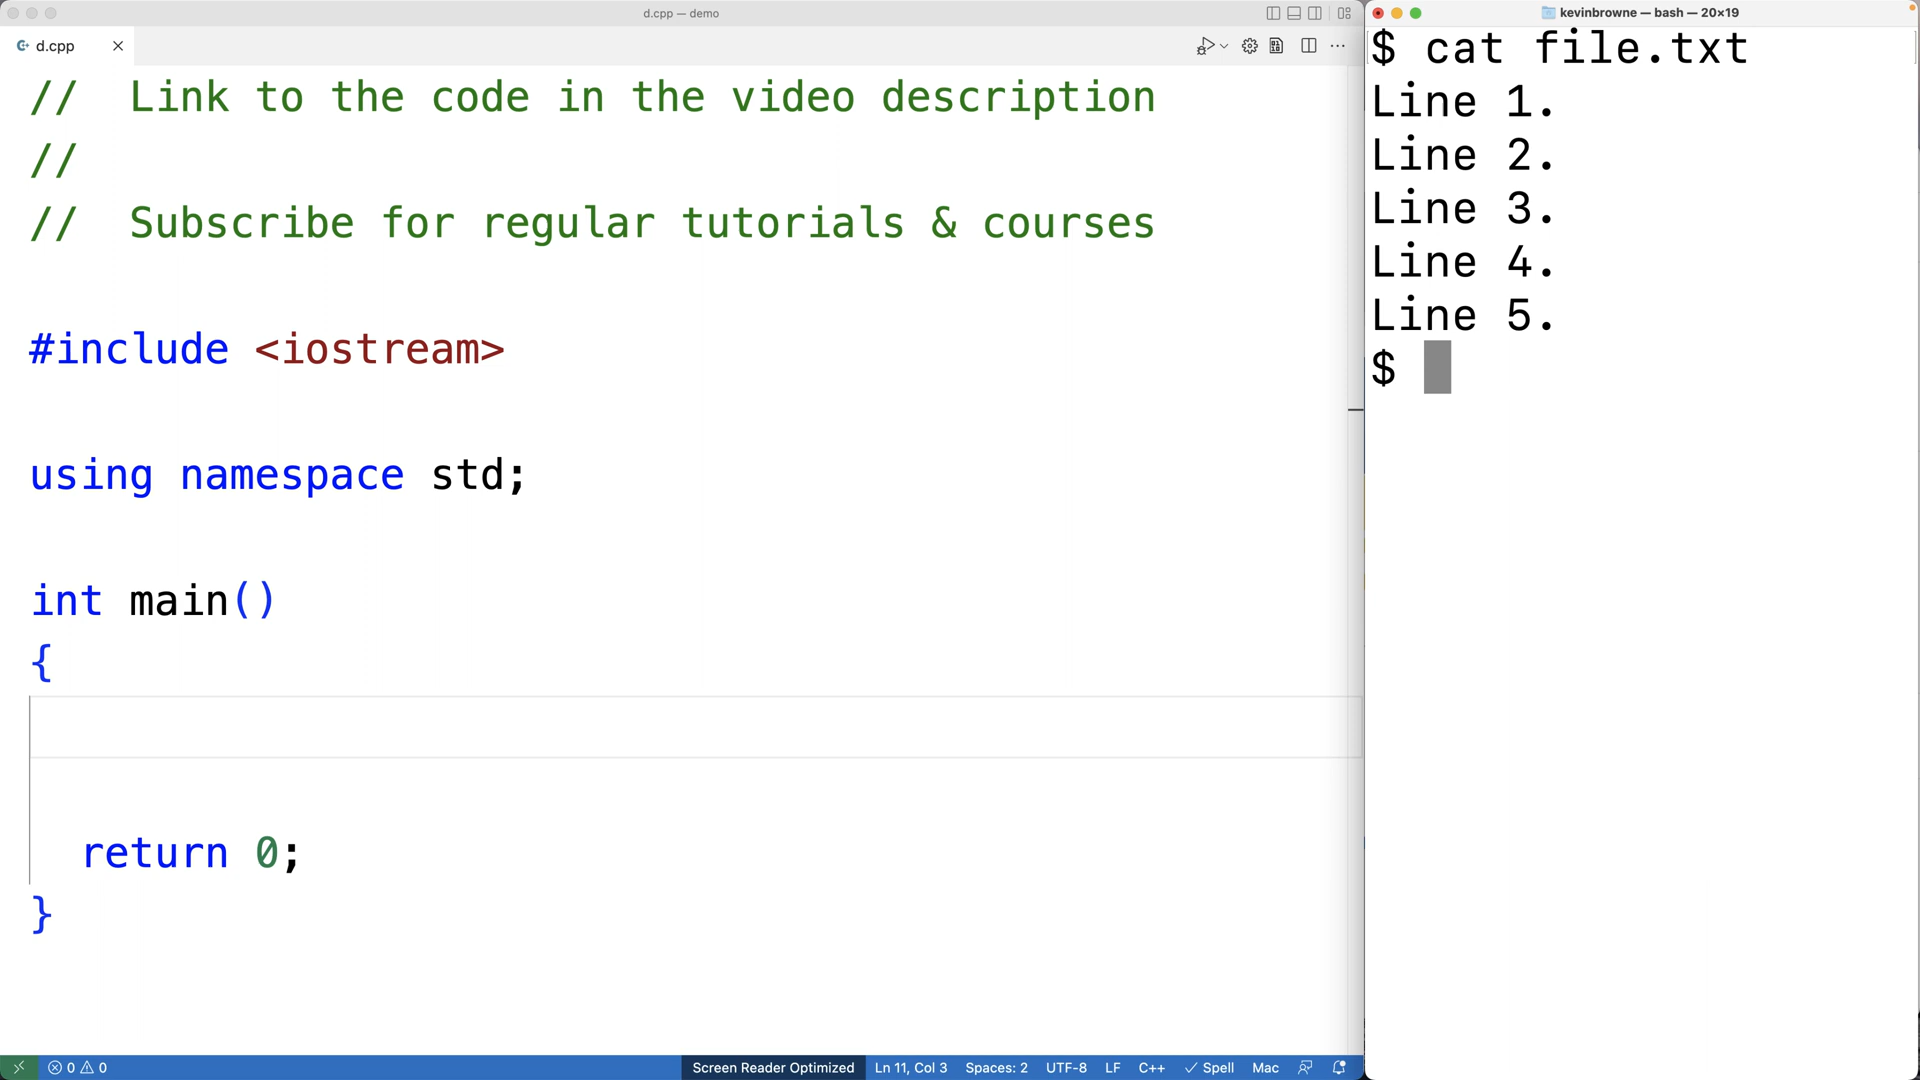 d.cpp — demo
d.cpp
//  Link to the code in the video description
//
//  Subscribe for regular tutorials & courses
#include <iostream>
using namespace std;
int main()
{
  return 0;
}
0 0
Screen Reader Optimized
Ln 11, Col 3
Spaces: 2
UTF-8
LF
C++
Spell
Mac
kevinbrowne — bash — 20×19
$ cat file.txt
Line 1.
Line 2.
Line 3.
Line 4.
Line 5.
$